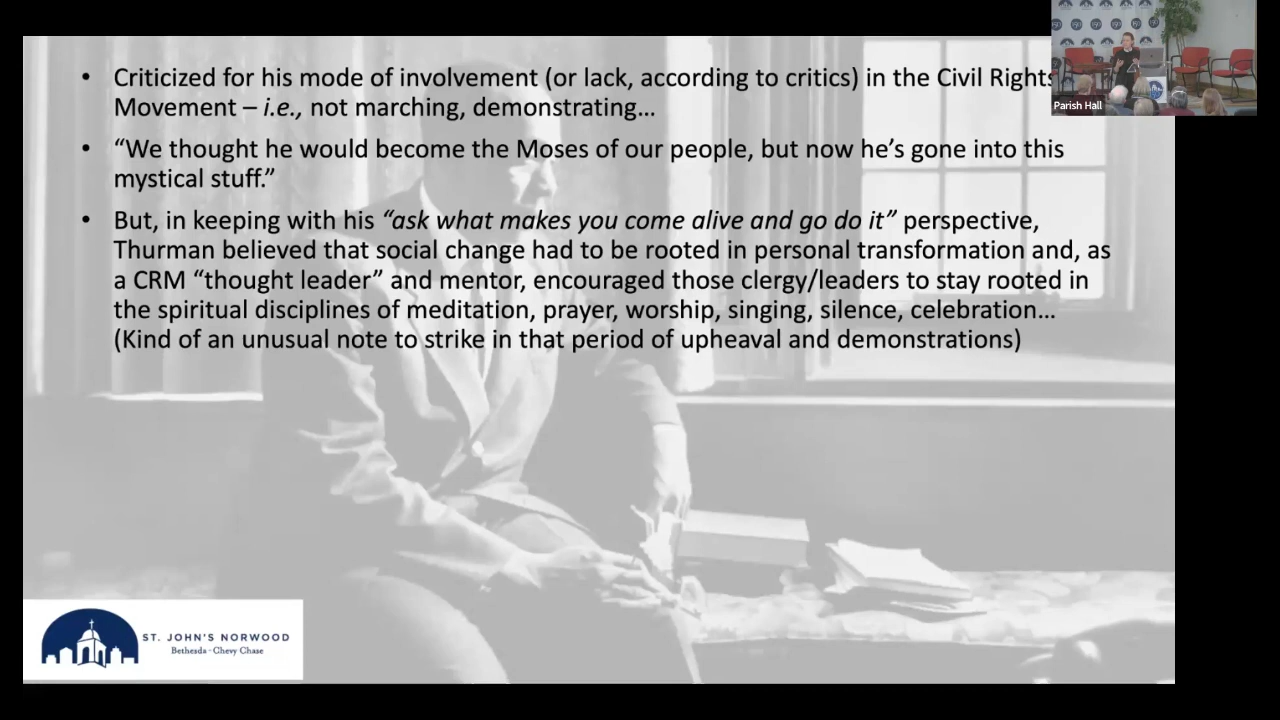 • Criticized for his mode of involvement (or lack, according to critics) in the Civil Rights
Movement – i.e., not marching, demonstrating…
• “We thought he would become the Moses of our people, but now he’s gone into this
mystical stuff.”
• But, in keeping with his “ask what makes you come alive and go do it” perspective,
Thurman believed that social change had to be rooted in personal transformation and, as
a CRM “thought leader” and mentor, encouraged those clergy/leaders to stay rooted in
the spiritual disciplines of meditation, prayer, worship, singing, silence, celebration…
(Kind of an unusual note to strike in that period of upheaval and demonstrations)
Parish Hall
ST. JOHN'S NORWOOD
Bethesda - Chevy Chase